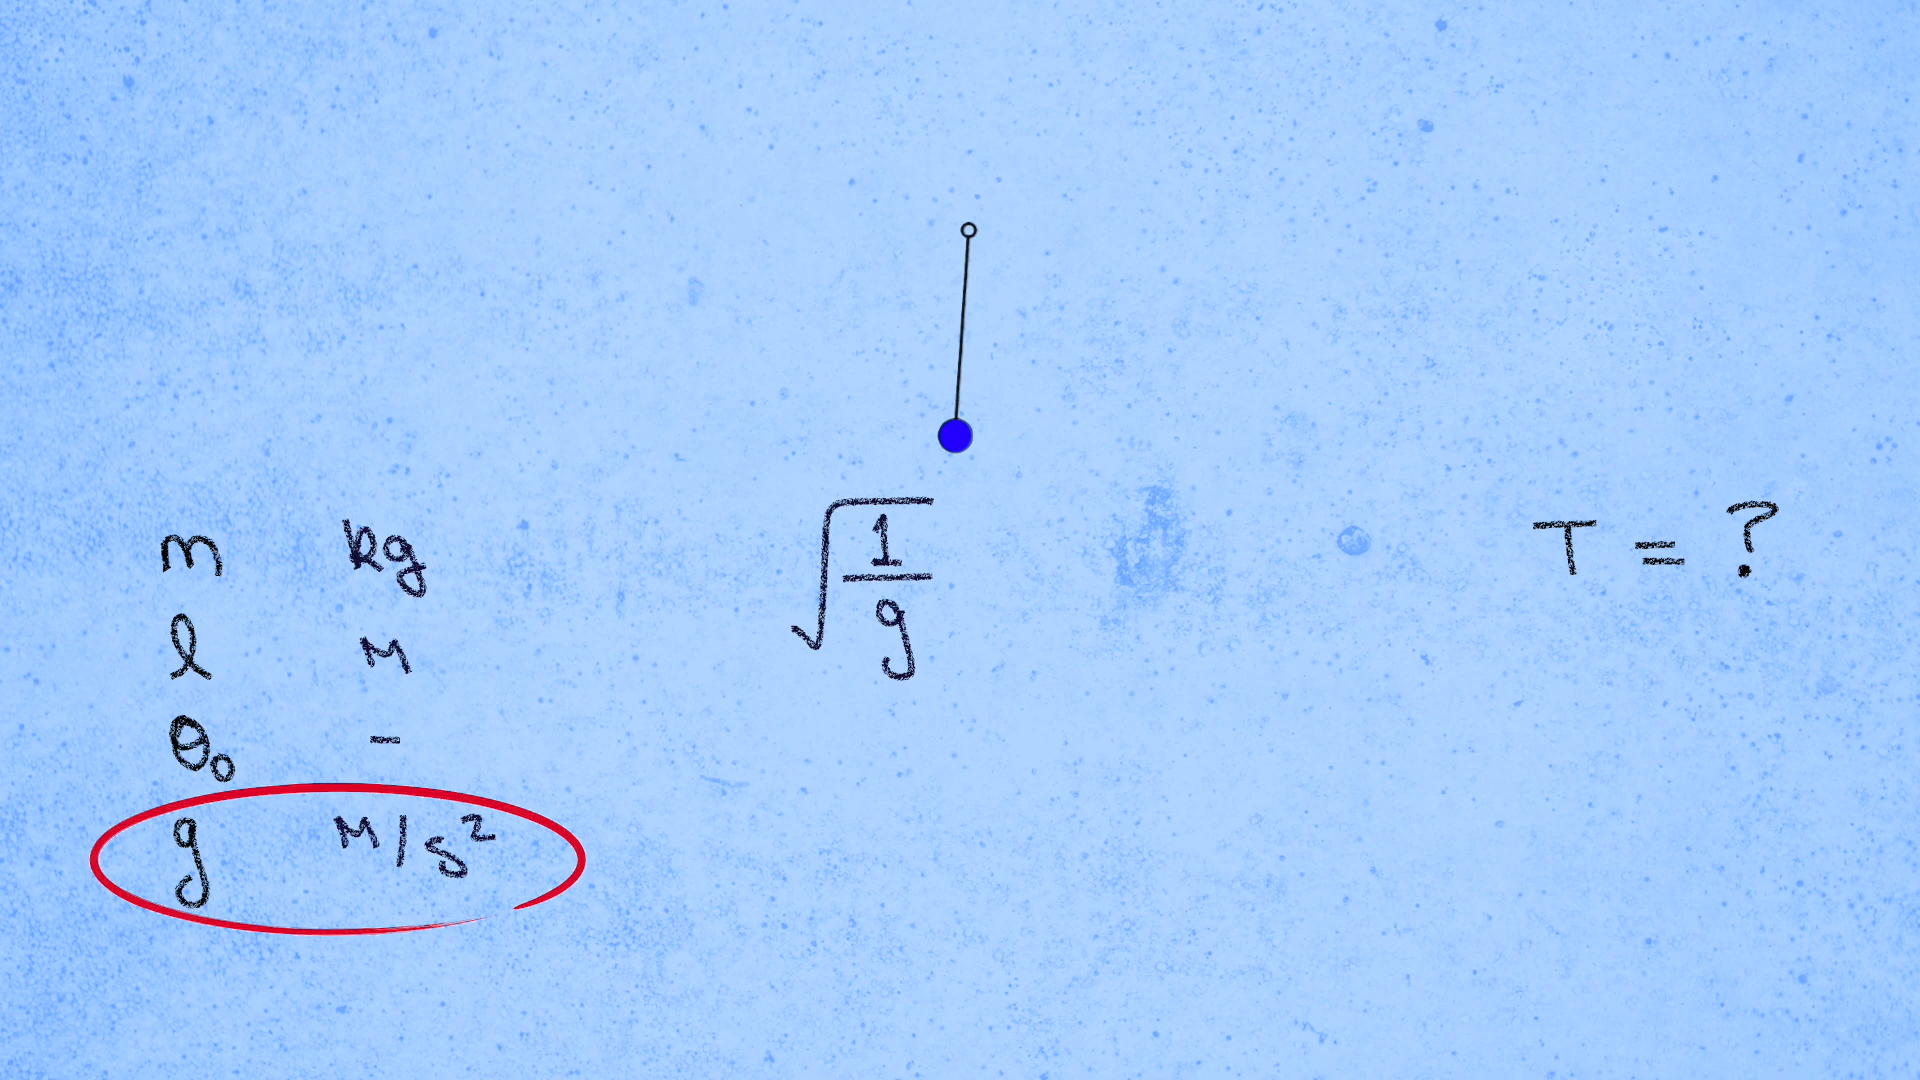 m kg
l м
θ₀ -
g м/s²
√(1/g)
T = ?